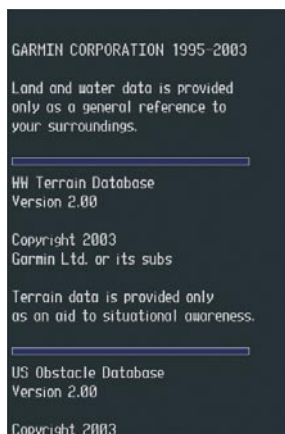 GARMIN CORPORATION 1995-2003
Land and water data is provided
only as a general reference to
your surroundings.
WW Terrain Database
Version 2.00
Copyright 2003
Garmin Ltd. or its subs
Terrain data is provided only
as an aid to situational awareness.
US Obstacle Database
Version 2.00
Copyright 2003